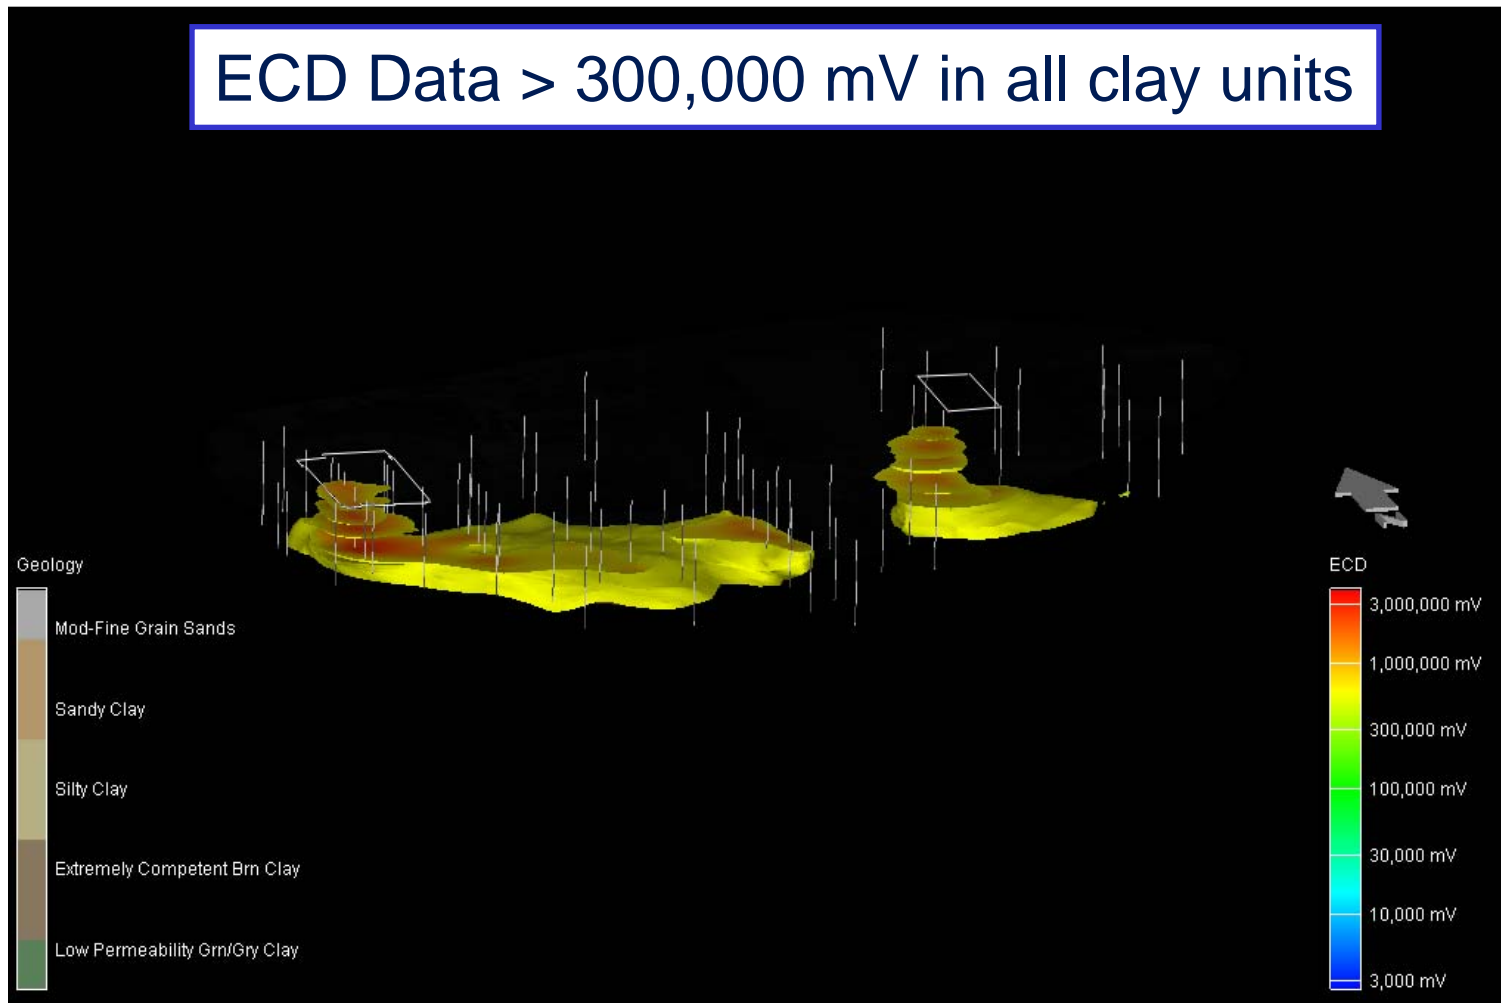 ECD Data > 300,000 mV in all clay units
Geology
Mod-Fine Grain Sands
Sandy Clay
Silty Clay
Extremely Competent Brn Clay
Low Permeability Grn/Gry Clay
ECD
3,000,000 mV
1,000,000 mV
300,000 mV
100,000 mV
30,000 mV
10,000 mV
3,000 mV